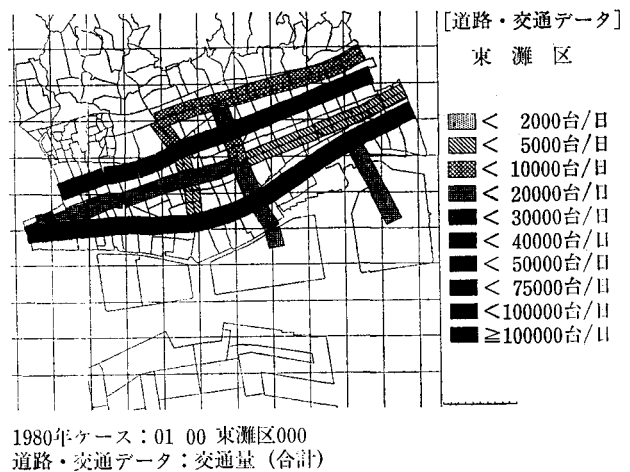 [道路・交通データ]
東灘区
< 2000台/日
< 5000台/日
< 10000台/日
< 20000台/日
< 30000台/日
< 40000台/日
< 50000台/日
< 75000台/日
<100000台/日
≧100000台/日
1980年ケース:01 00 東灘区000
道路・交通データ:交通量(合計)